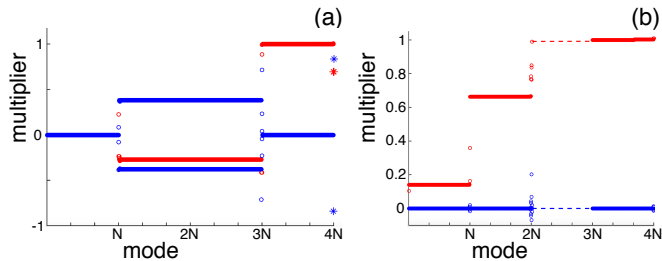 (a)
multiplier
1
0
-1
N 2N 3N 4N
mode
(b)
multiplier
1
0.8
0.6
0.4
0.2
0
N 2N 3N 4N
mode